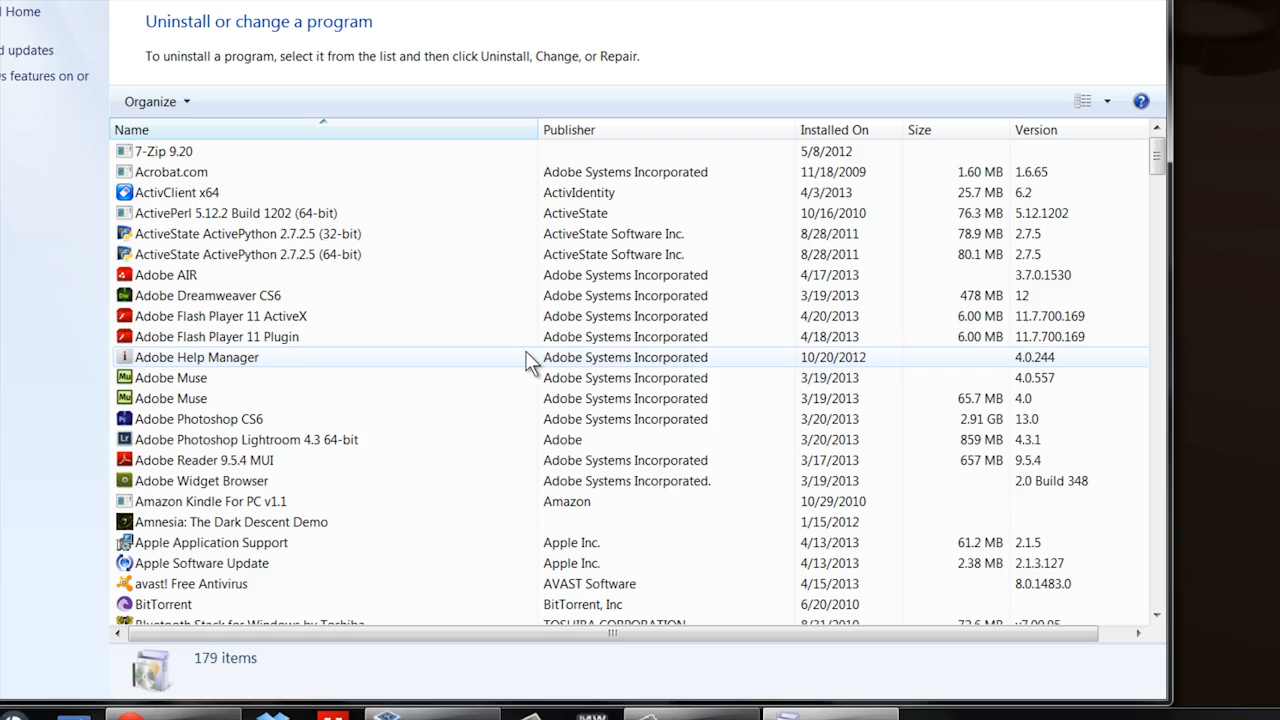 l Home
Uninstall or change a program
d updates
To uninstall a program, select it from the list and then click Uninstall, Change, or Repair.
s features on or
Organize
Name Publisher Installed On Size Version
7-Zip 9.20 5/8/2012
Acrobat.com Adobe Systems Incorporated 11/18/2009 1.60 MB 1.6.65
ActivClient x64 ActivIdentity 4/3/2013 25.7 MB 6.2
ActivePerl 5.12.2 Build 1202 (64-bit) ActiveState 10/16/2010 76.3 MB 5.12.1202
ActiveState ActivePython 2.7.2.5 (32-bit) ActiveState Software Inc. 8/28/2011 78.9 MB 2.7.5
ActiveState ActivePython 2.7.2.5 (64-bit) ActiveState Software Inc. 8/28/2011 80.1 MB 2.7.5
Adobe AIR Adobe Systems Incorporated 4/17/2013 3.7.0.1530
Adobe Dreamweaver CS6 Adobe Systems Incorporated 3/19/2013 478 MB 12
Adobe Flash Player 11 ActiveX Adobe Systems Incorporated 4/20/2013 6.00 MB 11.7.700.169
Adobe Flash Player 11 Plugin Adobe Systems Incorporated 4/18/2013 6.00 MB 11.7.700.169
Adobe Help Manager Adobe Systems Incorporated 10/20/2012 4.0.244
Adobe Muse Adobe Systems Incorporated 3/19/2013 4.0.557
Adobe Muse Adobe Systems Incorporated 3/19/2013 65.7 MB 4.0
Adobe Photoshop CS6 Adobe Systems Incorporated 3/20/2013 2.91 GB 13.0
Adobe Photoshop Lightroom 4.3 64-bit Adobe 3/20/2013 859 MB 4.3.1
Adobe Reader 9.5.4 MUI Adobe Systems Incorporated 3/17/2013 657 MB 9.5.4
Adobe Widget Browser Adobe Systems Incorporated. 3/19/2013 2.0 Build 348
Amazon Kindle For PC v1.1 Amazon 10/29/2010
Amnesia: The Dark Descent Demo 1/15/2012
Apple Application Support Apple Inc. 4/13/2013 61.2 MB 2.1.5
Apple Software Update Apple Inc. 4/13/2013 2.38 MB 2.1.3.127
avast! Free Antivirus AVAST Software 4/15/2013 8.0.1483.0
BitTorrent BitTorrent, Inc 6/20/2010
Bluetooth Stack for Windows by Toshiba TOSHIBA CORPORATION 8/31/2010 72.6 MB v7.00.05
179 items